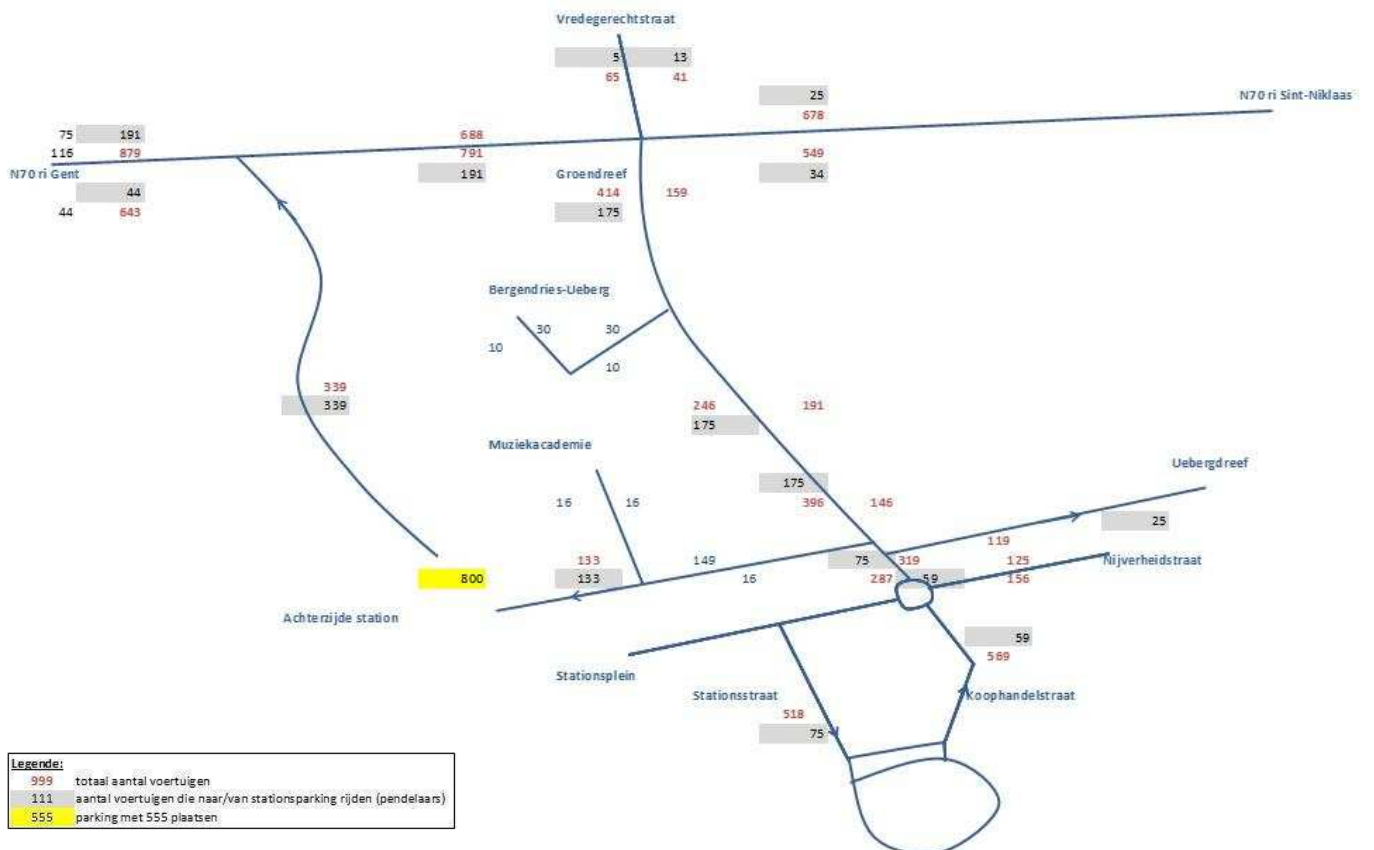 Vredegerechtstraat
5 13
65 41
25
N70 ri Sint-Niklaas
678
75 191
688
116 879
791
549
N70 ri Gent
191
Groendreef
34
44
414 159
44 643
175
Bergendries-Ueberg
30 30
10
10
339
339
246 191
175
Muziekacademie
Uebergdreef
175
16 16
396 146
25
119
133
149
75 319
125
Nijverheidstraat
800
133
16
287 59
156
Achterzijde station
59
569
Stationsplein
Stationsstraat
Koophandelstraat
518
75
Legende:
999 totaal aantal voertuigen
111 aantal voertuigen die naar/van stationsparking rijden (pendelaars)
555 parking met 555 plaatsen